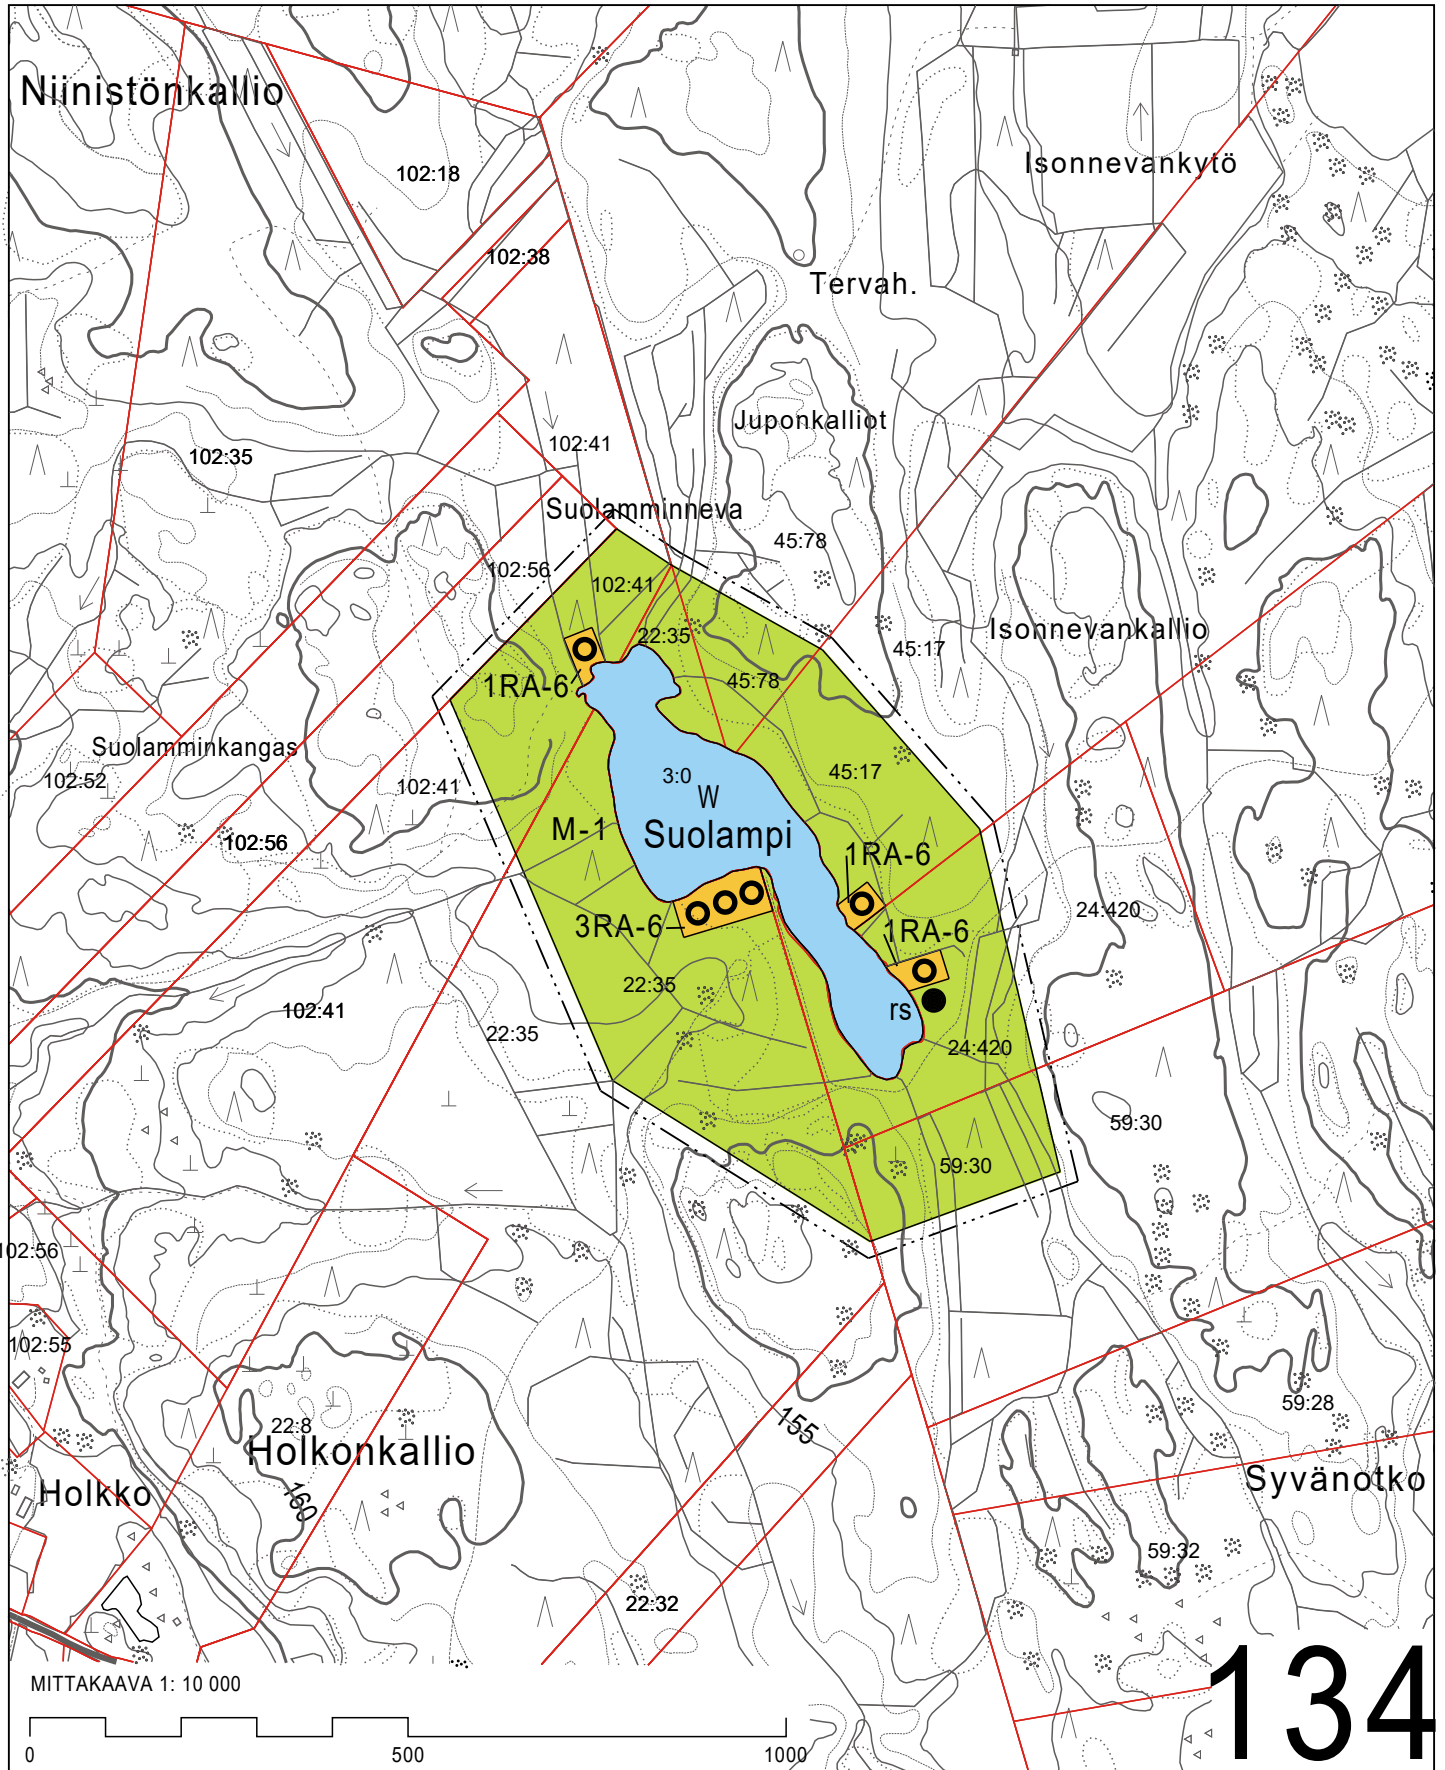 Niinistönkallio
Isonnevankytö
102:18
102:38
Tervah.
Juponkalliot
102:41
102:35
Suolamminneva
45:78
102:56
102:41
Isonnevankallio
22:35
45:17
45:78
1RA-6
Suolamminkangas
102:52
102:41
3:0
45:17
W
M-1
Suolampi
102:56
1RA-6
24:420
3RA-6
1RA-6
22:35
102:41
rs
22:35
24:420
59:30
59:30
102:56
102:55
59:28
22:8
155
Holkonkallio
Syvänotko
Holkko
160
59:32
22:32
MITTAKAAVA 1: 10 000
134
0 500 1000